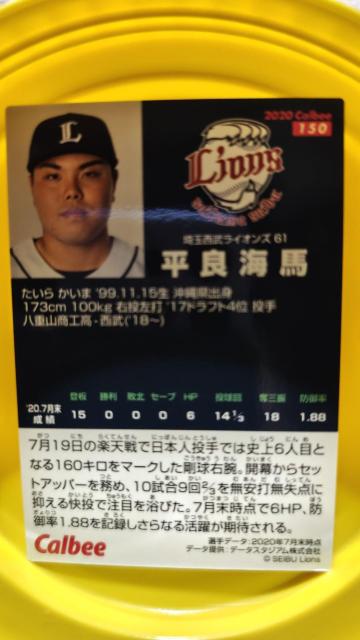 2020 Calbee
150
L
Lions
埼玉西武ライオンズ 61
平良海馬
たいら かいま '99.11.15生 沖縄県出身
173cm 100kg 右投左打 '17ドラフト4位 投手
八重山商工高-西武('18~)
登板 勝利 敗北 セーブ HP 投球回 奪三振 防御率
'20.7月末成績 15 0 0 0 6 14 1/3 18 1.88
7月19日の楽天戦で日本人投手では史上6人目と
なる160キロをマークした剛球右腕。開幕からセッ
トアッパーを務め、10試合9回2/3を無安打無失点に
抑える快投で注目を浴びた。7月末時点で6HP、防
御率1.88を記録しさらなる活躍が期待される。
Calbee
選手データ:2020年7月末時点
データ提供:データスタジアム株式会社
© SEIBU Lions